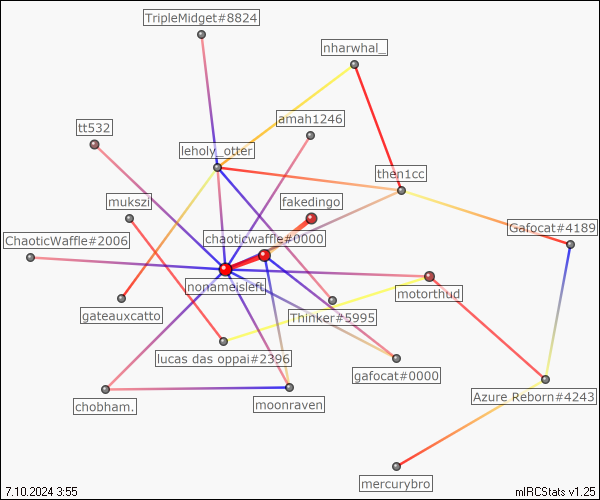 TripleMidget#8824
nharwhal_
amah1246
tt532
leholy_otter
then1cc
mukszi
fakedingo
Gafocat#4189
ChaoticWaffle#2006
chaoticwaffle#0000
nonameisleft
motorthud
gateauxcatto
Thinker#5995
lucas das oppai#2396
gafocat#0000
Azure Reborn#4243
chobham.
moonraven
mercurybro
7.10.2024 3:55
mIRCStats v1.25